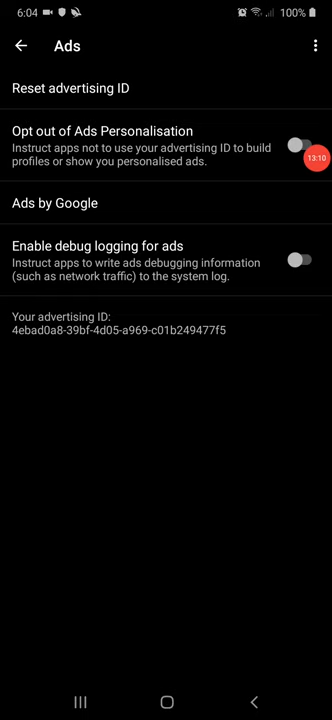 6:04 100%
Ads
Reset advertising ID
Opt out of Ads Personalisation
Instruct apps not to use your advertising ID to build
profiles or show you personalised ads.
13:10
Ads by Google
Enable debug logging for ads
Instruct apps to write ads debugging information
(such as network traffic) to the system log.
Your advertising ID:
4ebad0a8-39bf-4d05-a969-c01b249477f5